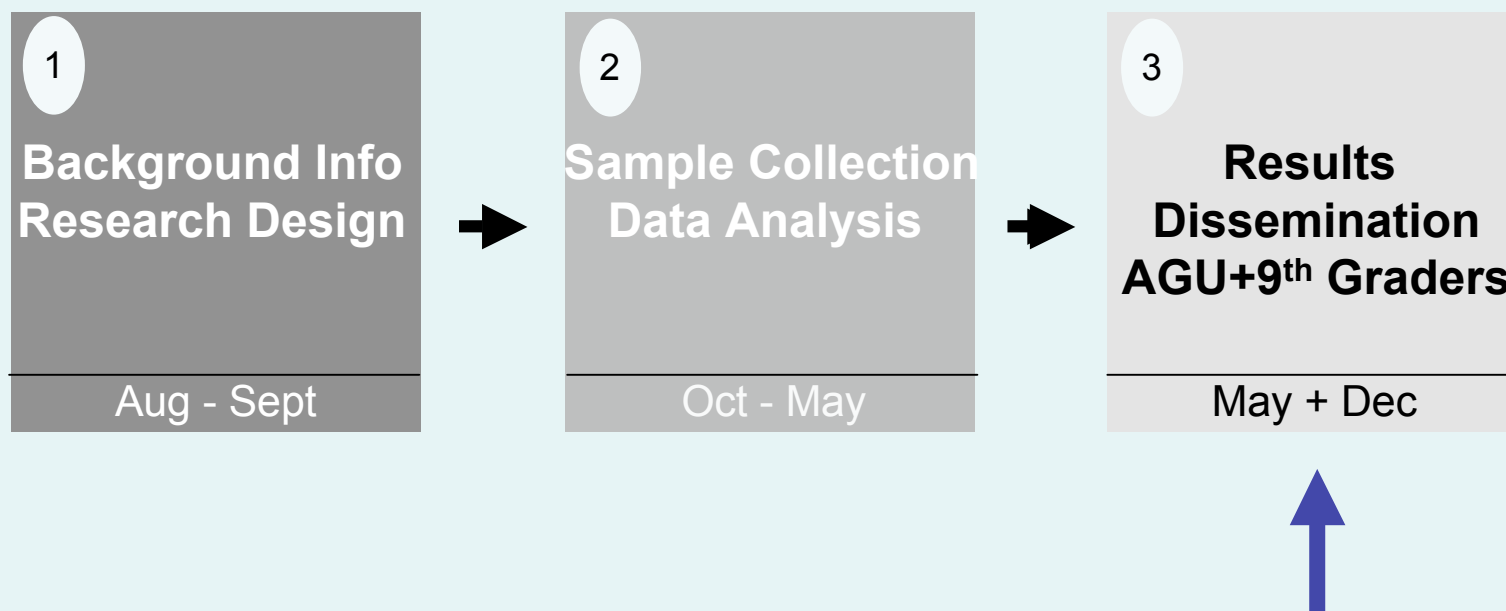 1
Background Info
Research Design
Aug - Sept
2
Sample Collection
Data Analysis
Oct - May
3
Results
Dissemination
AGU+9th Graders
May + Dec